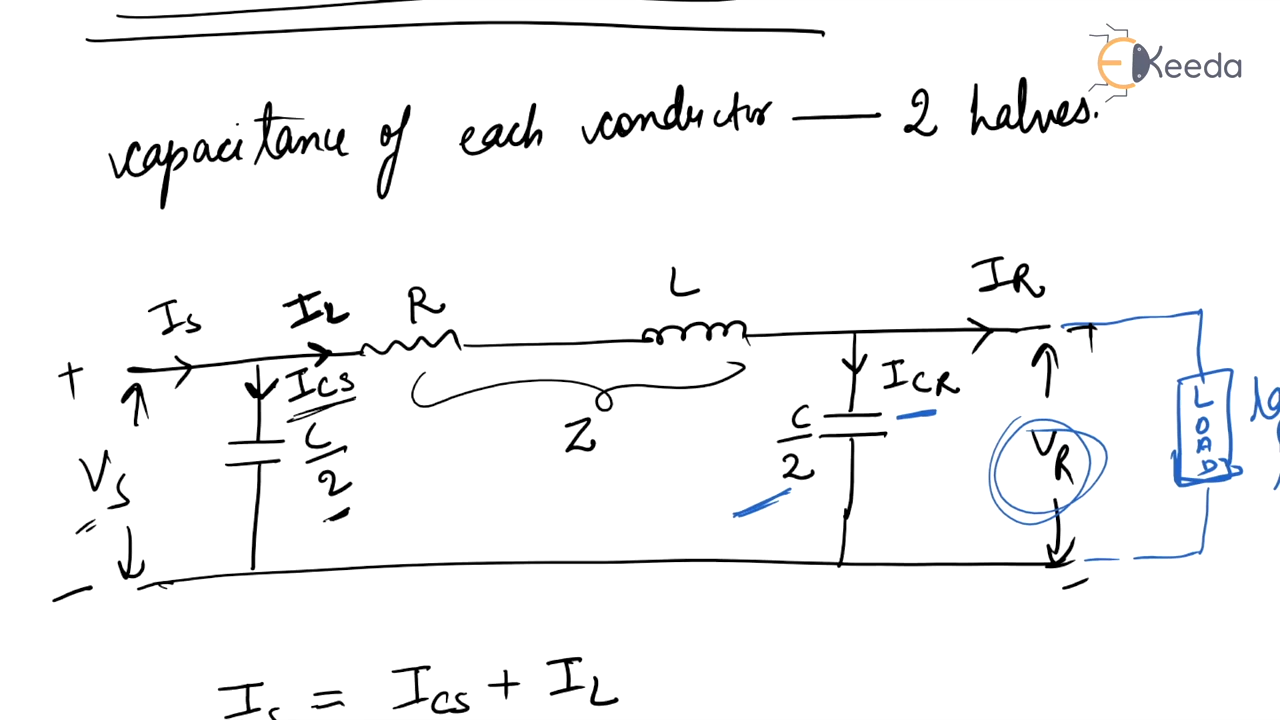 EKeeda
capacitance of each conductor — 2 halves.
Is IL R L IR
+ ICS ICR +
C/2 Z C/2
Vs VR
LOAD
- -
Is = Ics + IL